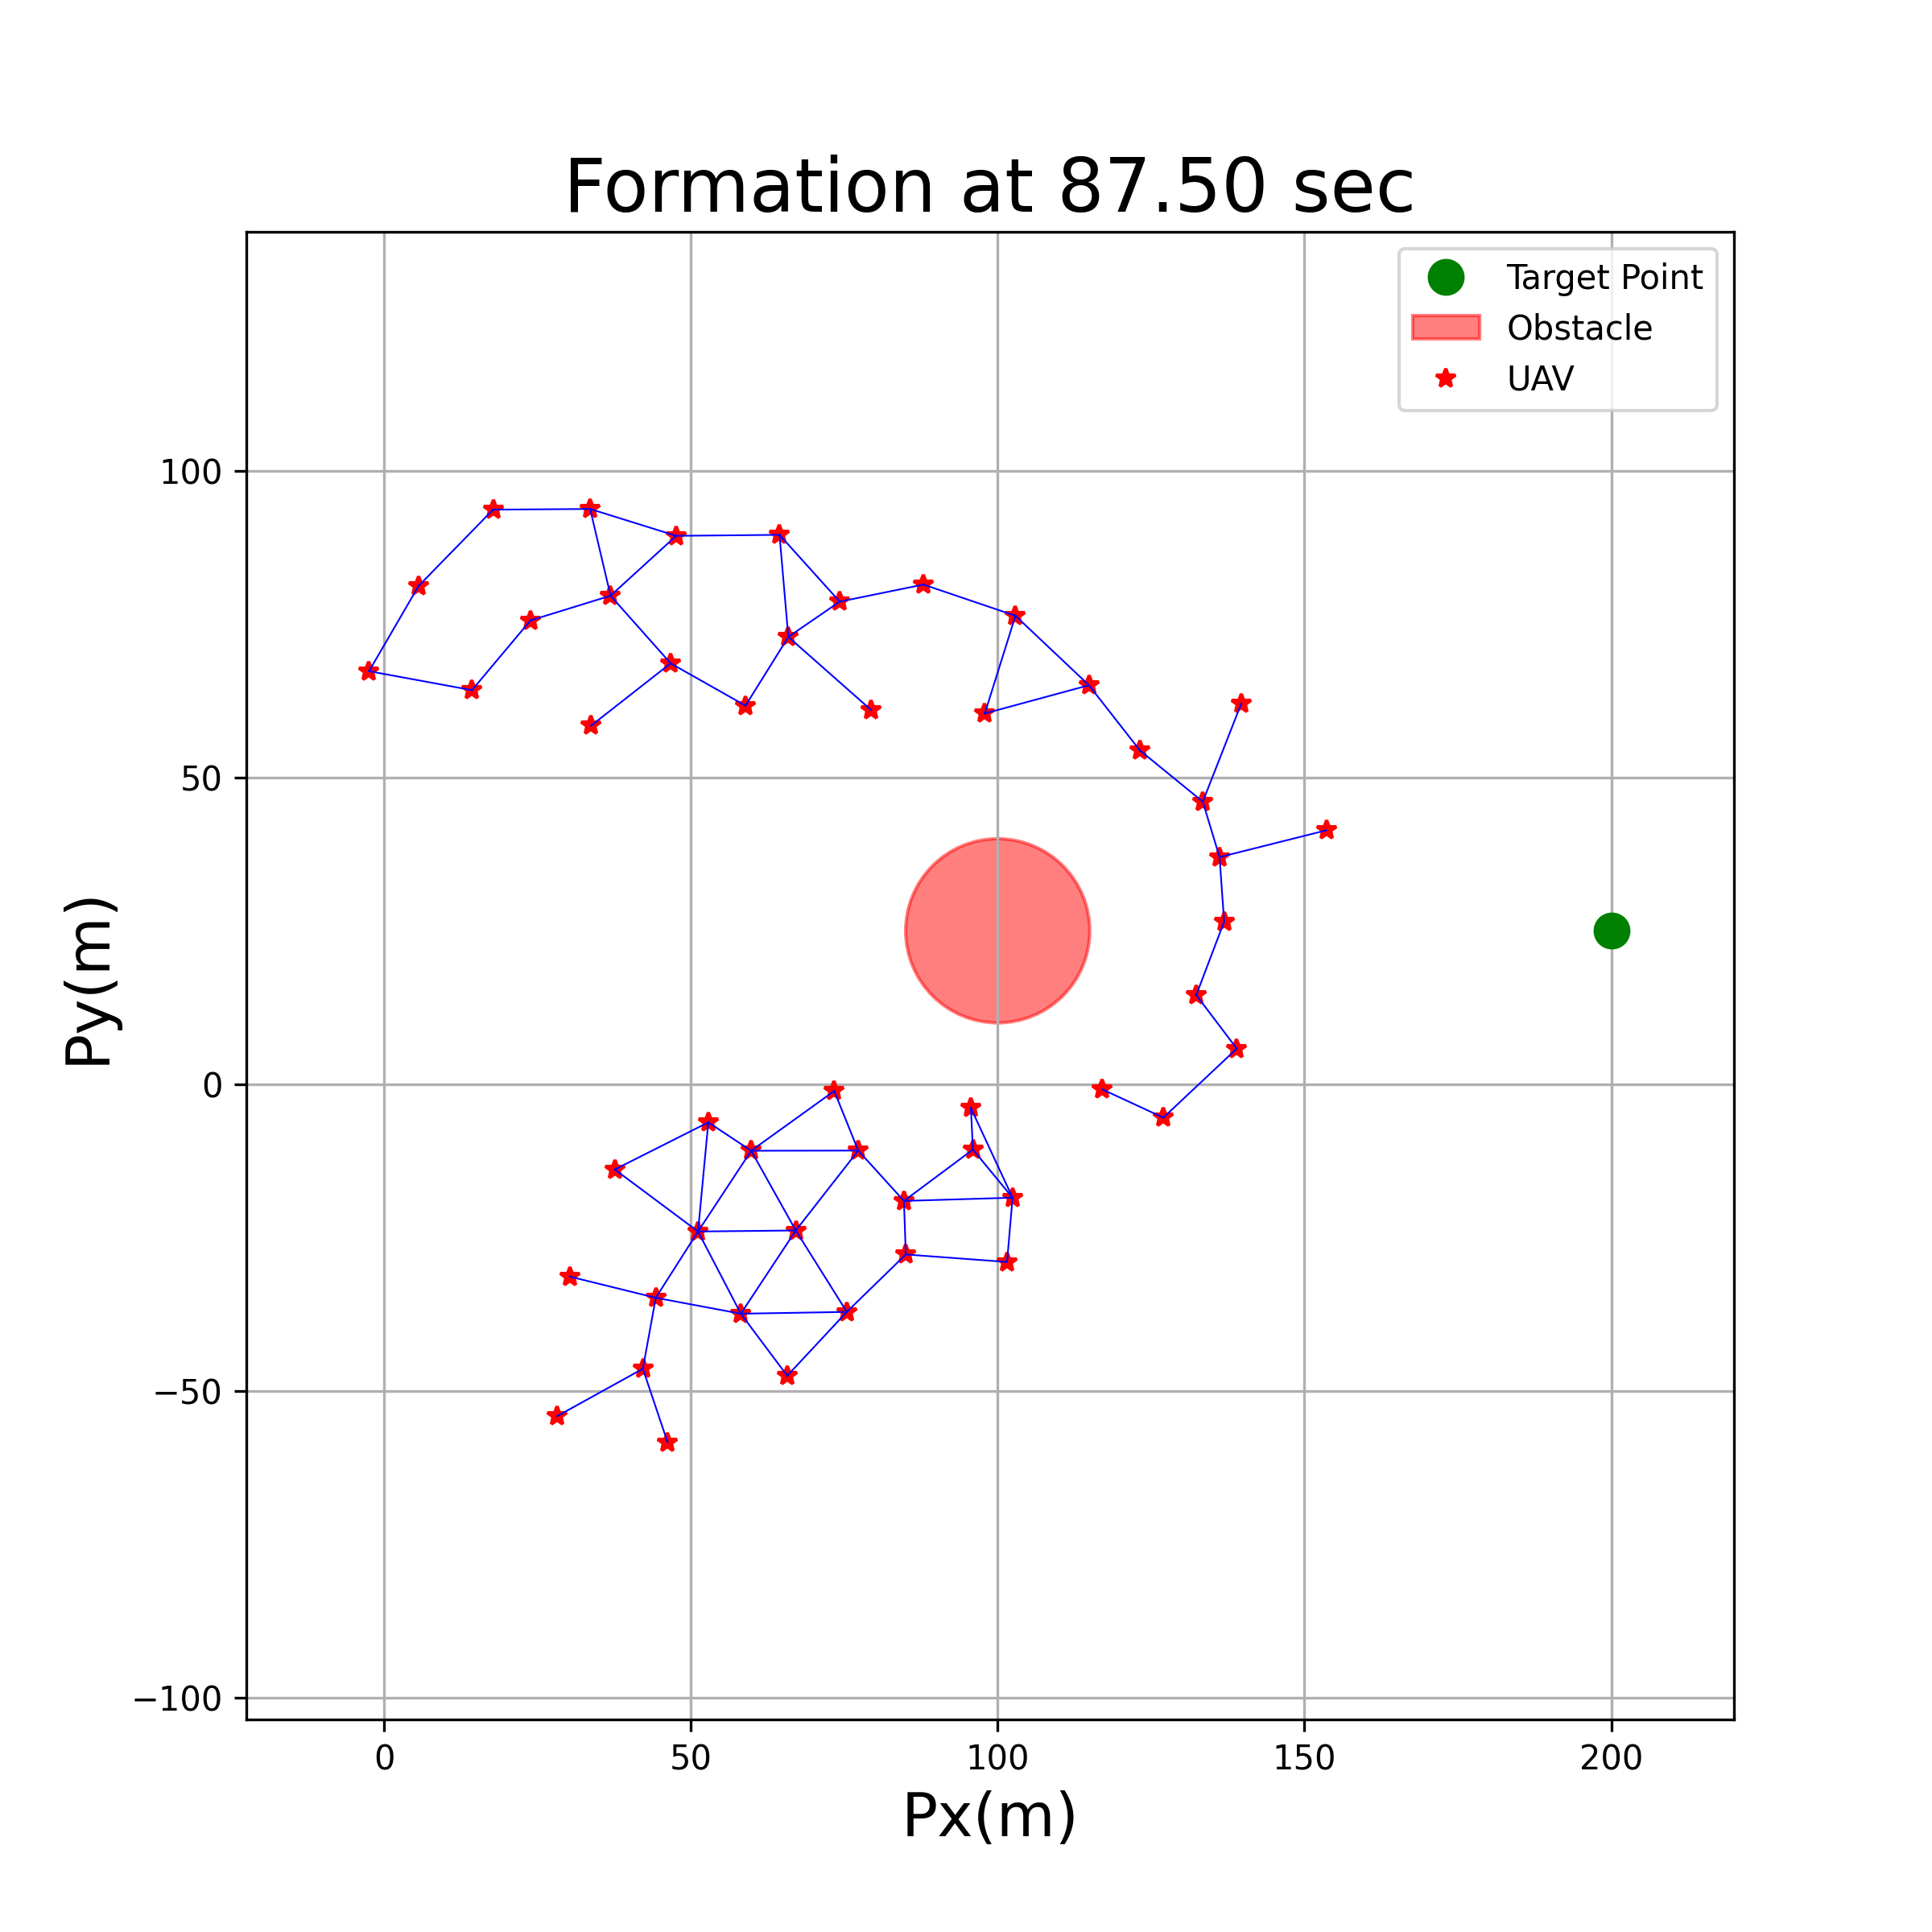 Formation at 87.50 sec
Target Point
Obstacle
UAV
100
50
0
−50
−100
Py(m)
0
50
100
150
200
Px(m)